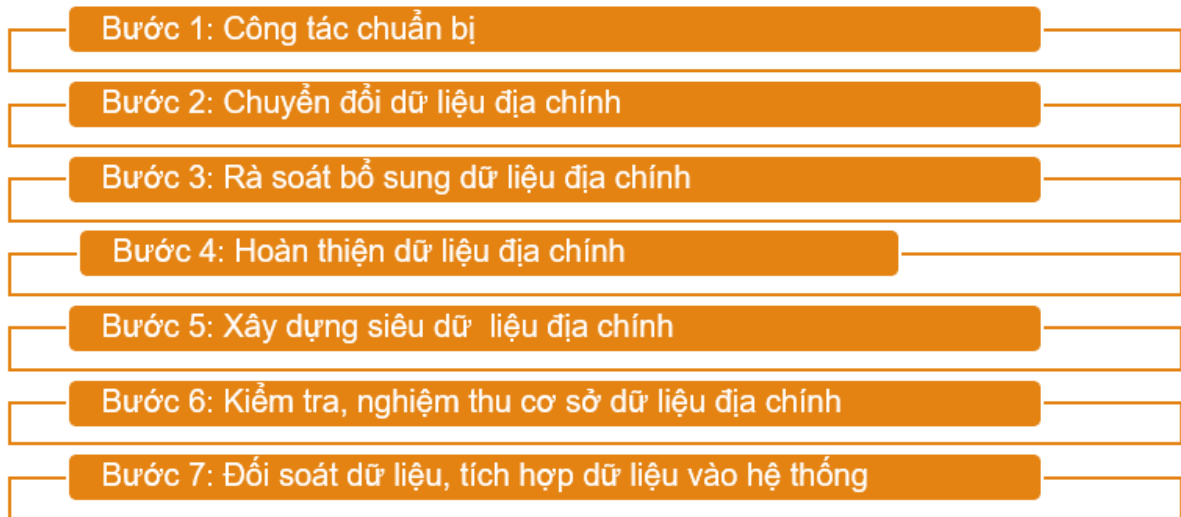 Bước 1: Công tác chuẩn bị
Bước 2: Chuyển đổi dữ liệu địa chính
Bước 3: Rà soát bổ sung dữ liệu địa chính
Bước 4: Hoàn thiện dữ liệu địa chính
Bước 5: Xây dựng siêu dữ  liệu địa chính
Bước 6: Kiểm tra, nghiệm thu cơ sở dữ liệu địa chính
Bước 7: Đối soát dữ liệu, tích hợp dữ liệu vào hệ thống